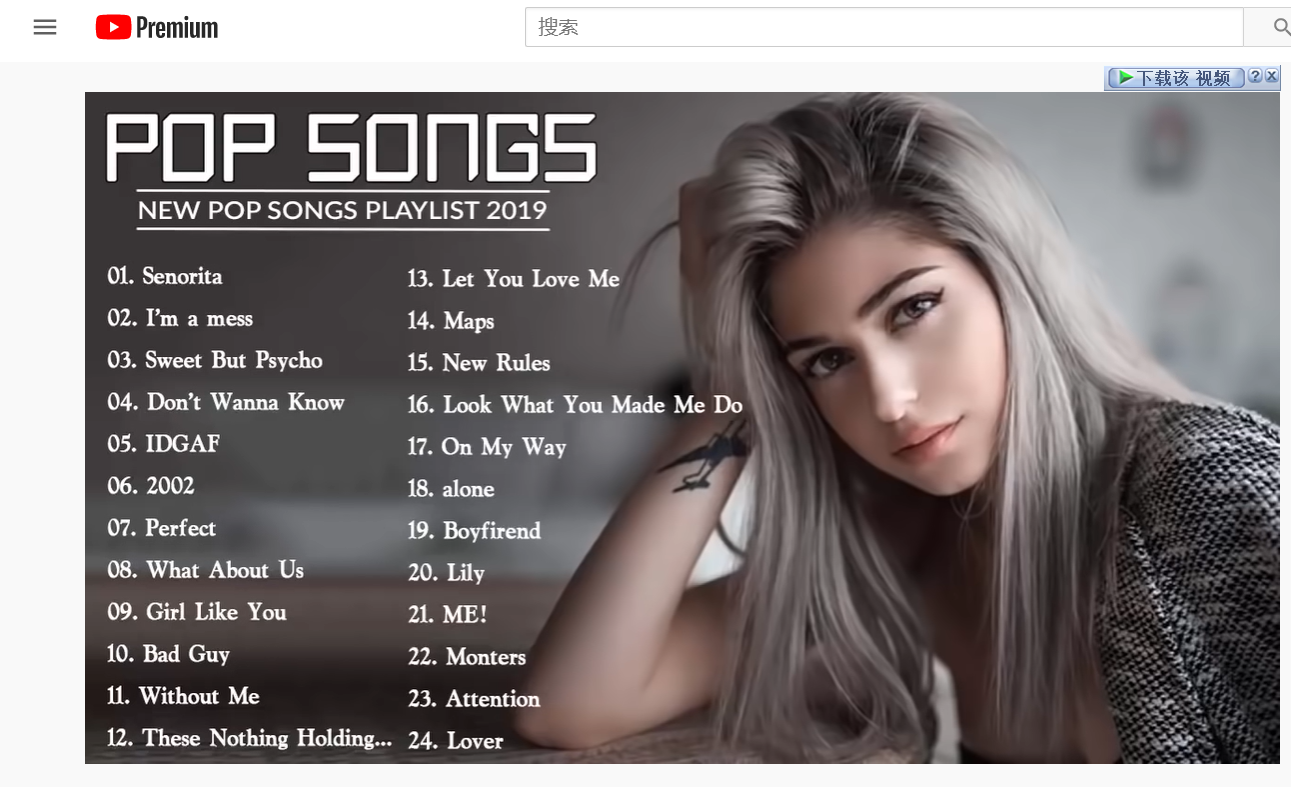 Premium
搜索
下载该 视频
POP SONGS
NEW POP SONGS PLAYLIST 2019
01. Senorita
02. I'm a mess
03. Sweet But Psycho
04. Don't Wanna Know
05. IDGAF
06. 2002
07. Perfect
08. What About Us
09. Girl Like You
10. Bad Guy
11. Without Me
12. These Nothing Holding...
13. Let You Love Me
14. Maps
15. New Rules
16. Look What You Made Me Do
17. On My Way
18. alone
19. Boyfirend
20. Lily
21. ME!
22. Monters
23. Attention
24. Lover